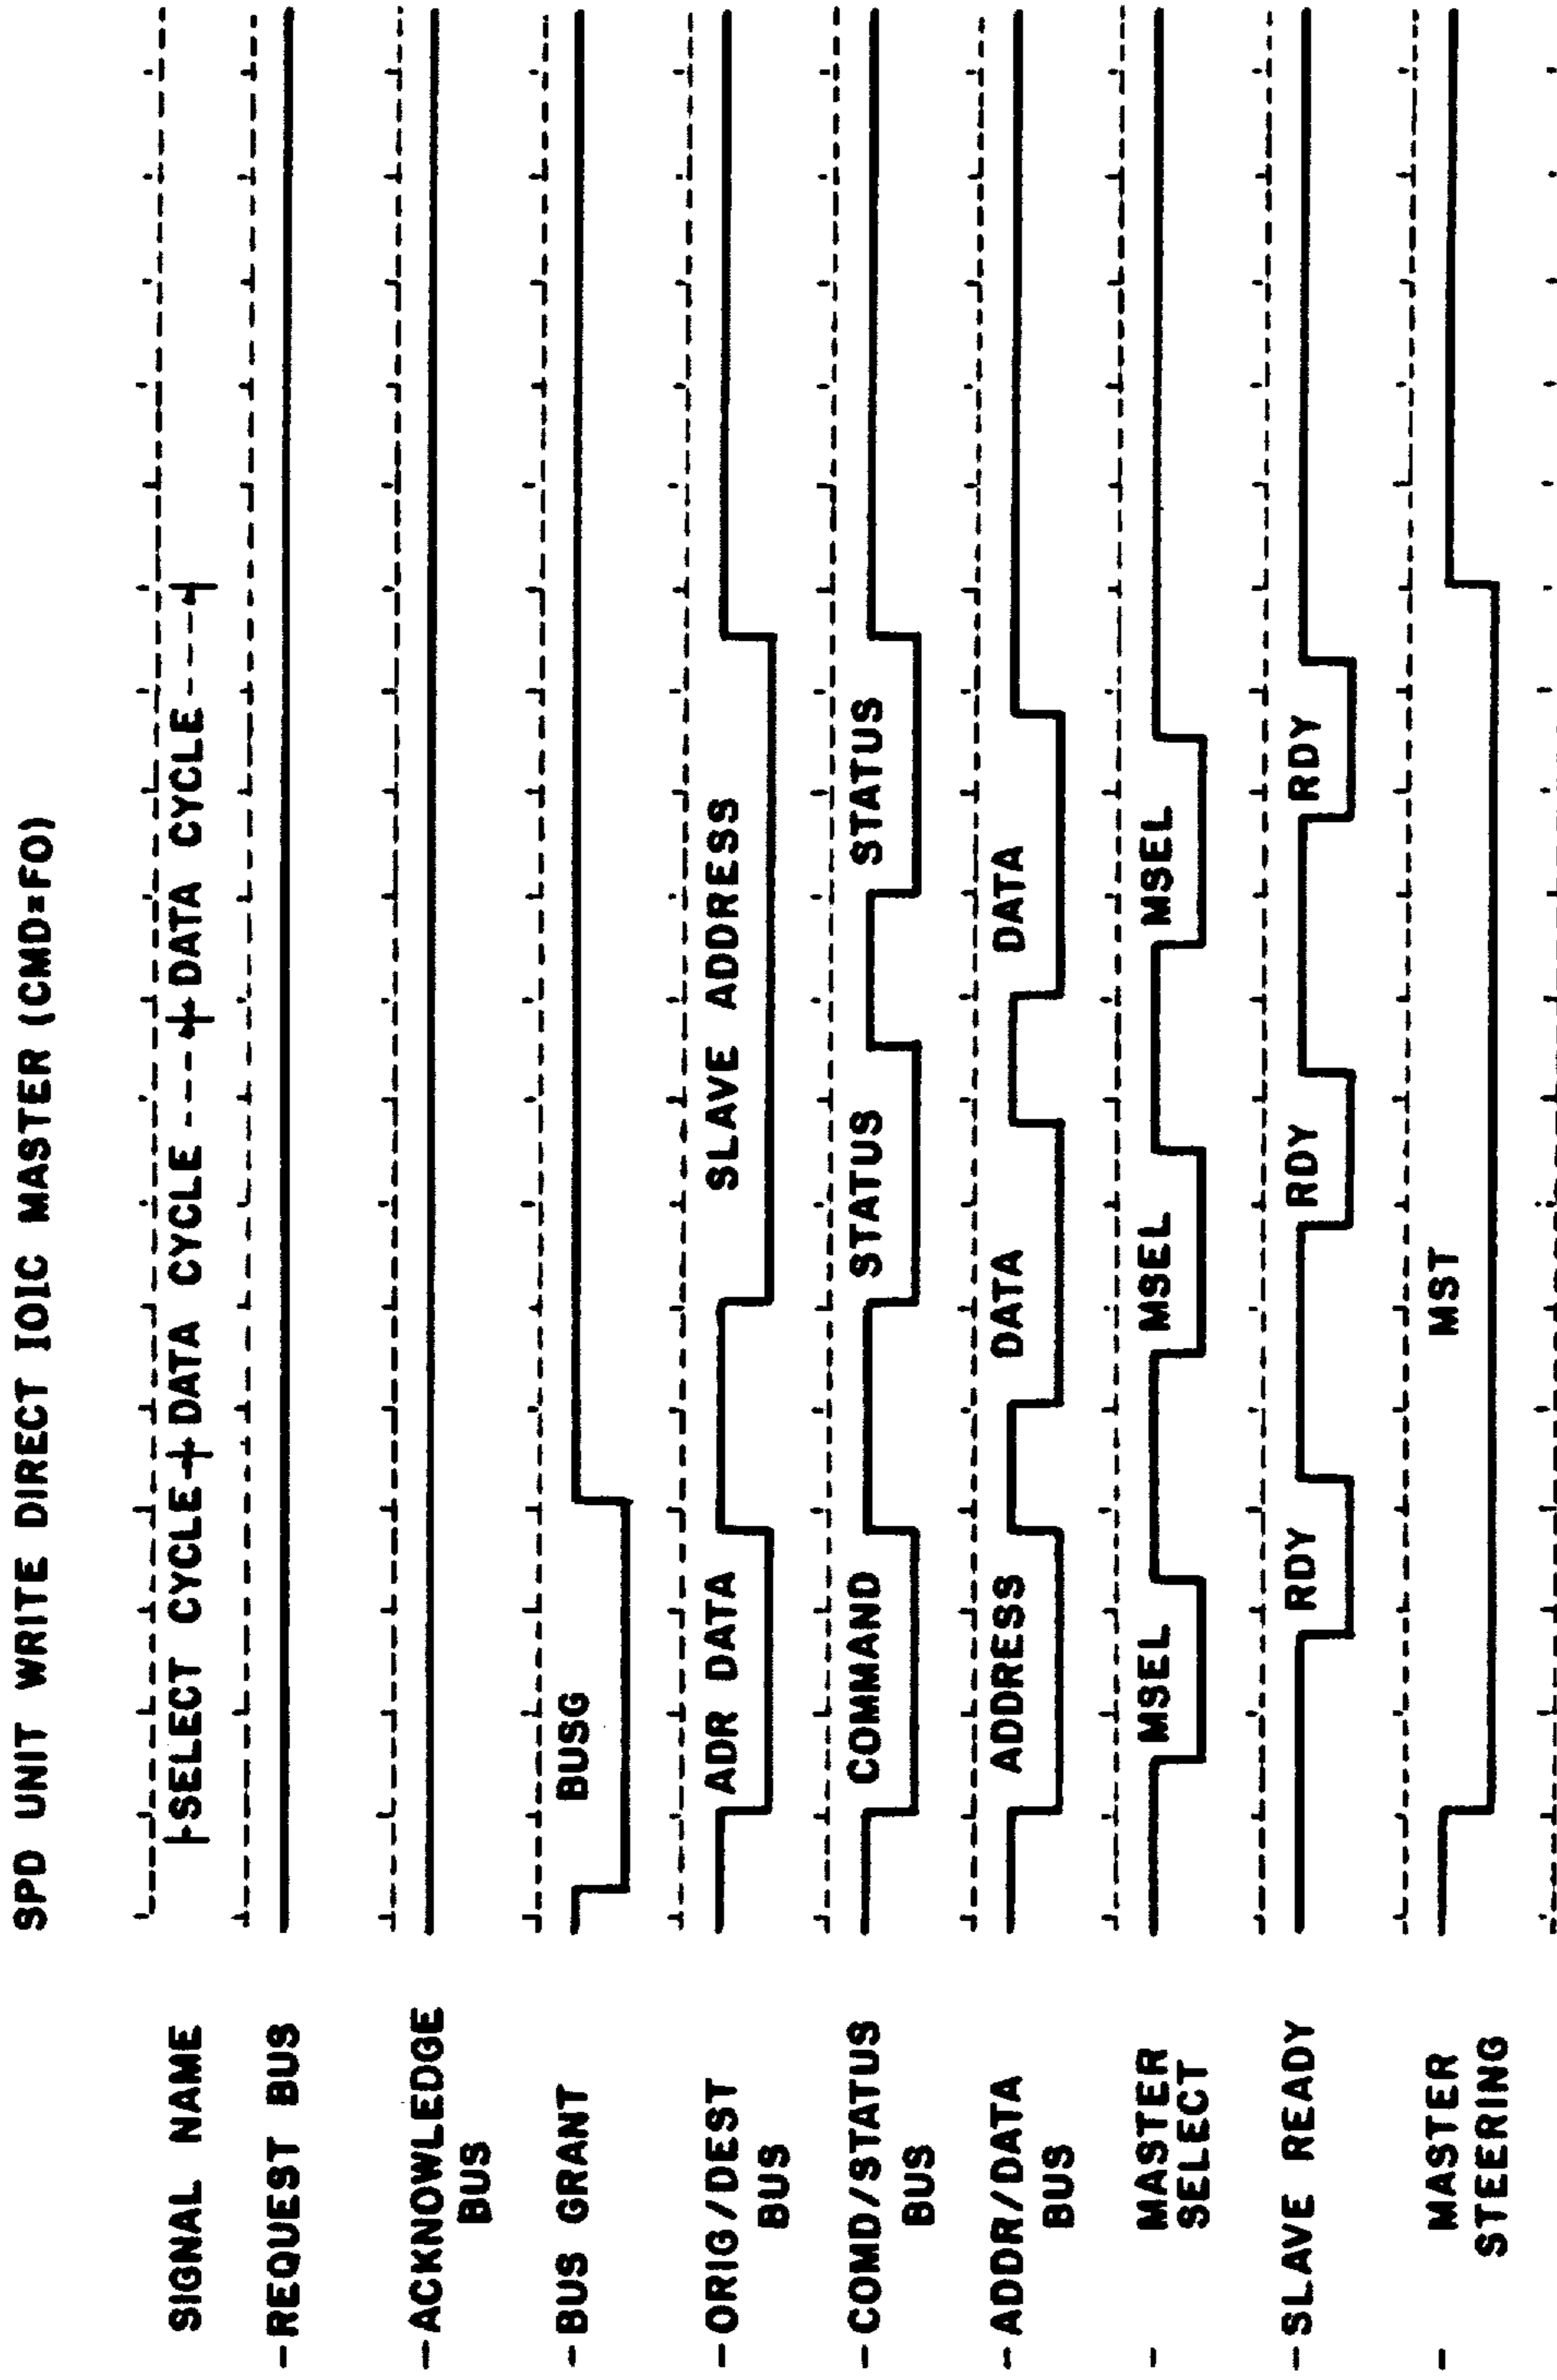 SPD UNIT WRITE DIRECT IOIC MASTER (CMD=F0)
SIGNAL NAME
SELECT CYCLE DATA CYCLE DATA CYCLE
-REQUEST BUS
-ACKNOWLEDGE
BUS
-BUS GRANT
BUSG
-ORIG/DEST
BUS
ADR DATA SLAVE ADDRESS
-COMD/STATUS
BUS
COMMAND STATUS STATUS
-ADDR/DATA
BUS
ADDRESS DATA DATA
- MASTER
SELECT
MSEL MSEL MSEL
-SLAVE READY
RDY RDY RDY
- MASTER
STEERING
MST